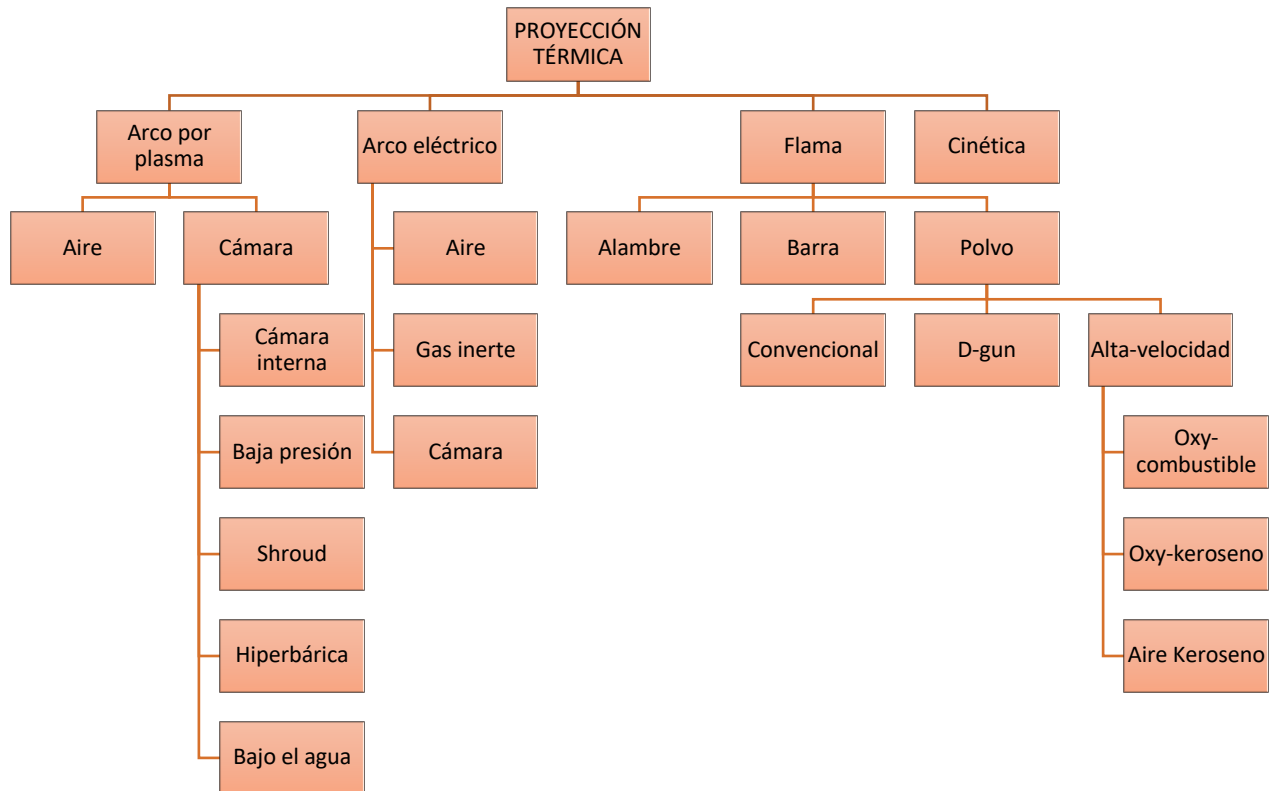 PROYECCIÓN
TÉRMICA
Arco por
plasma
Arco eléctrico
Flama
Cinética
Aire
Cámara
Aire
Alambre
Barra
Polvo
Cámara
interna
Gas inerte
Convencional
D-gun
Alta-velocidad
Baja presión
Cámara
Oxy-
combustible
Shroud
Oxy-keroseno
Hiperbárica
Aire Keroseno
Bajo el agua